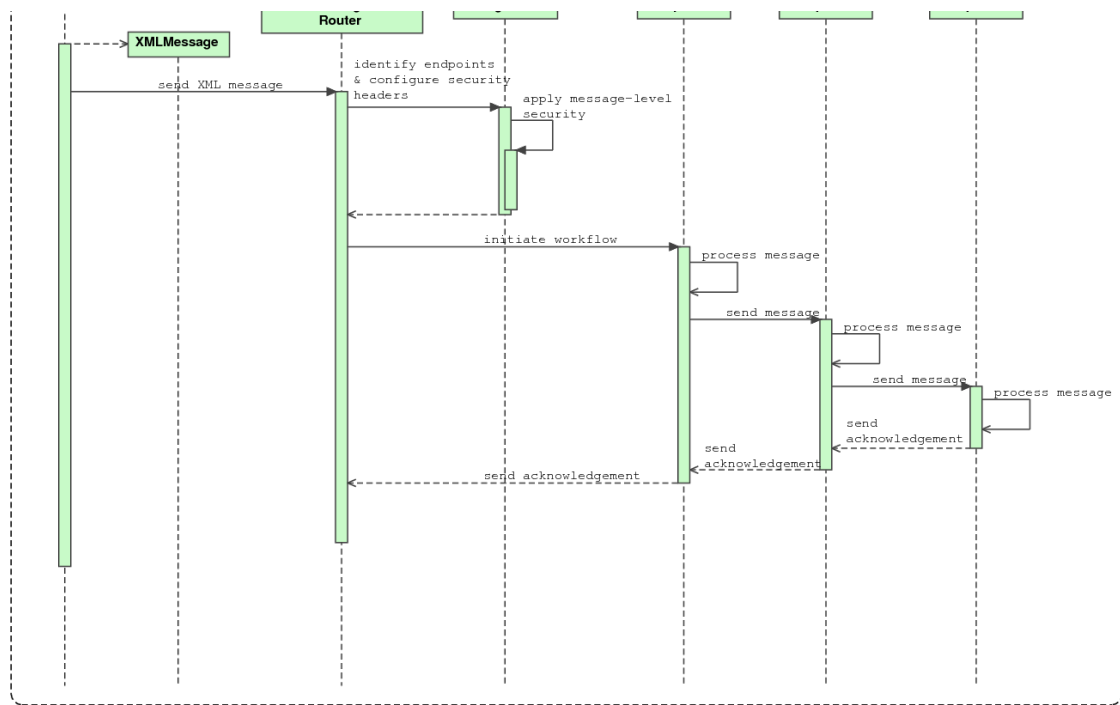 Router
XMLMessage
identify endpoints
& configure security
headers
send XML message
apply message-level
security
initiate workflow
process message
send message
process message
send message
process message
send
acknowledgement
send
acknowledgement
send acknowledgement